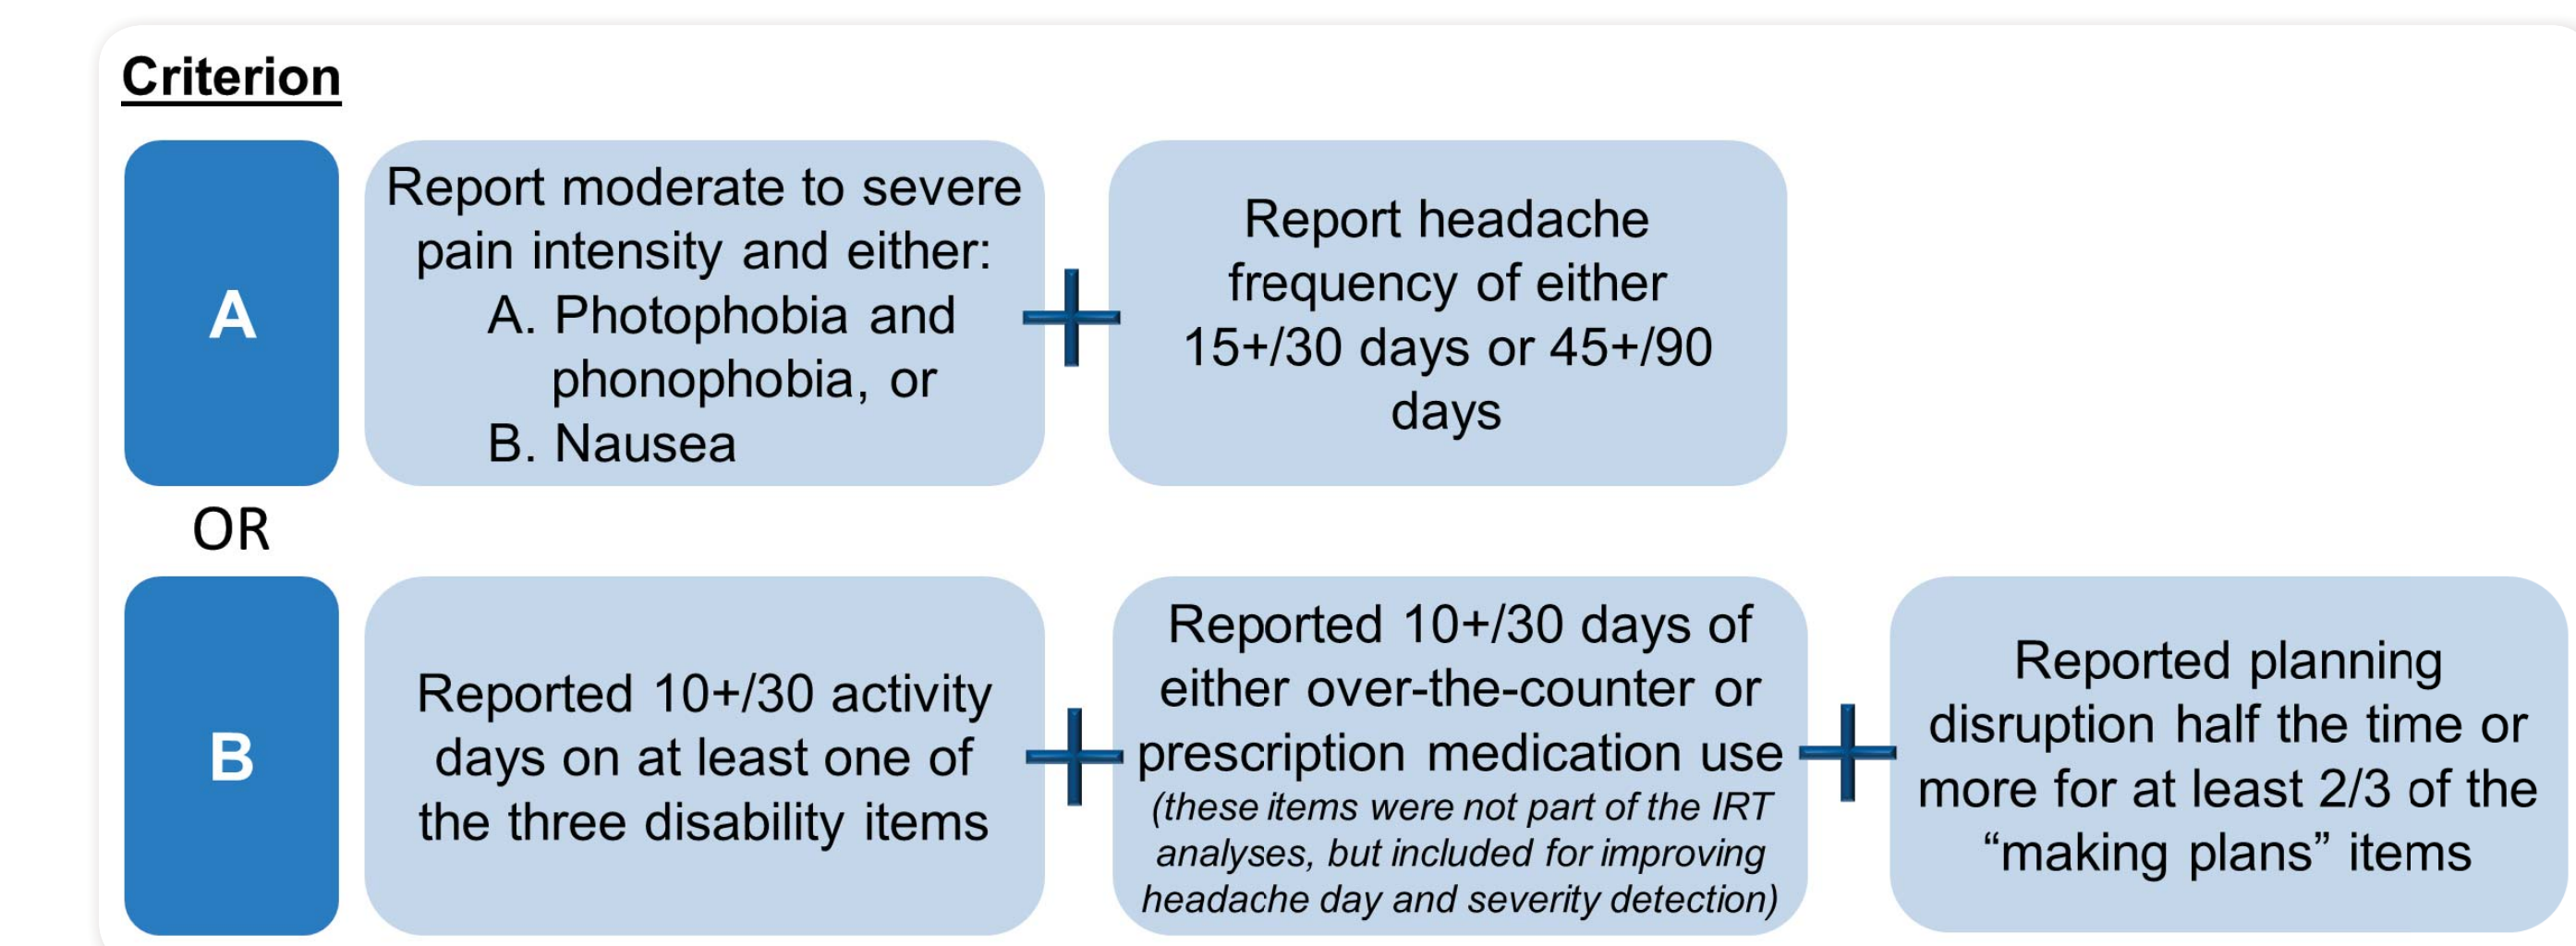 Criterion
A
Report moderate to severe
pain intensity and either:
A. Photophobia and
phonophobia, or
B. Nausea
Report headache
frequency of either
15+/30 days or 45+/90
days
OR
B
Reported 10+/30 activity
days on at least one of
the three disability items
Reported 10+/30 days of
either over-the-counter or
prescription medication use
(these items were not part of the IRT
analyses, but included for improving
headache day and severity detection)
Reported planning
disruption half the time or
more for at least 2/3 of the
“making plans” items